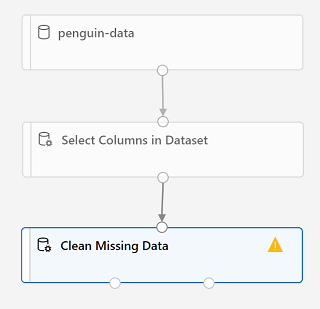 penguin-data
Select Columns in Dataset
Clean Missing Data